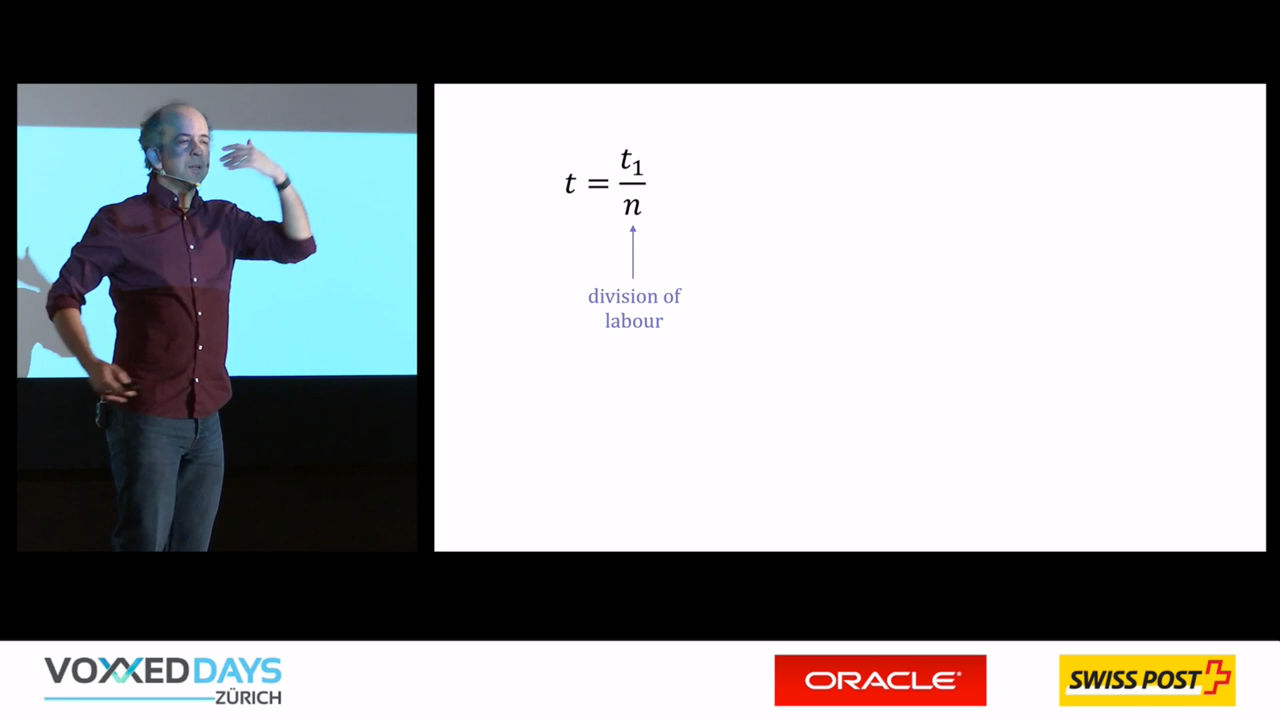 t = t₁/n
division of
labour
VOXXED DAYS
ZÜRICH
ORACLE®
SWISS POST